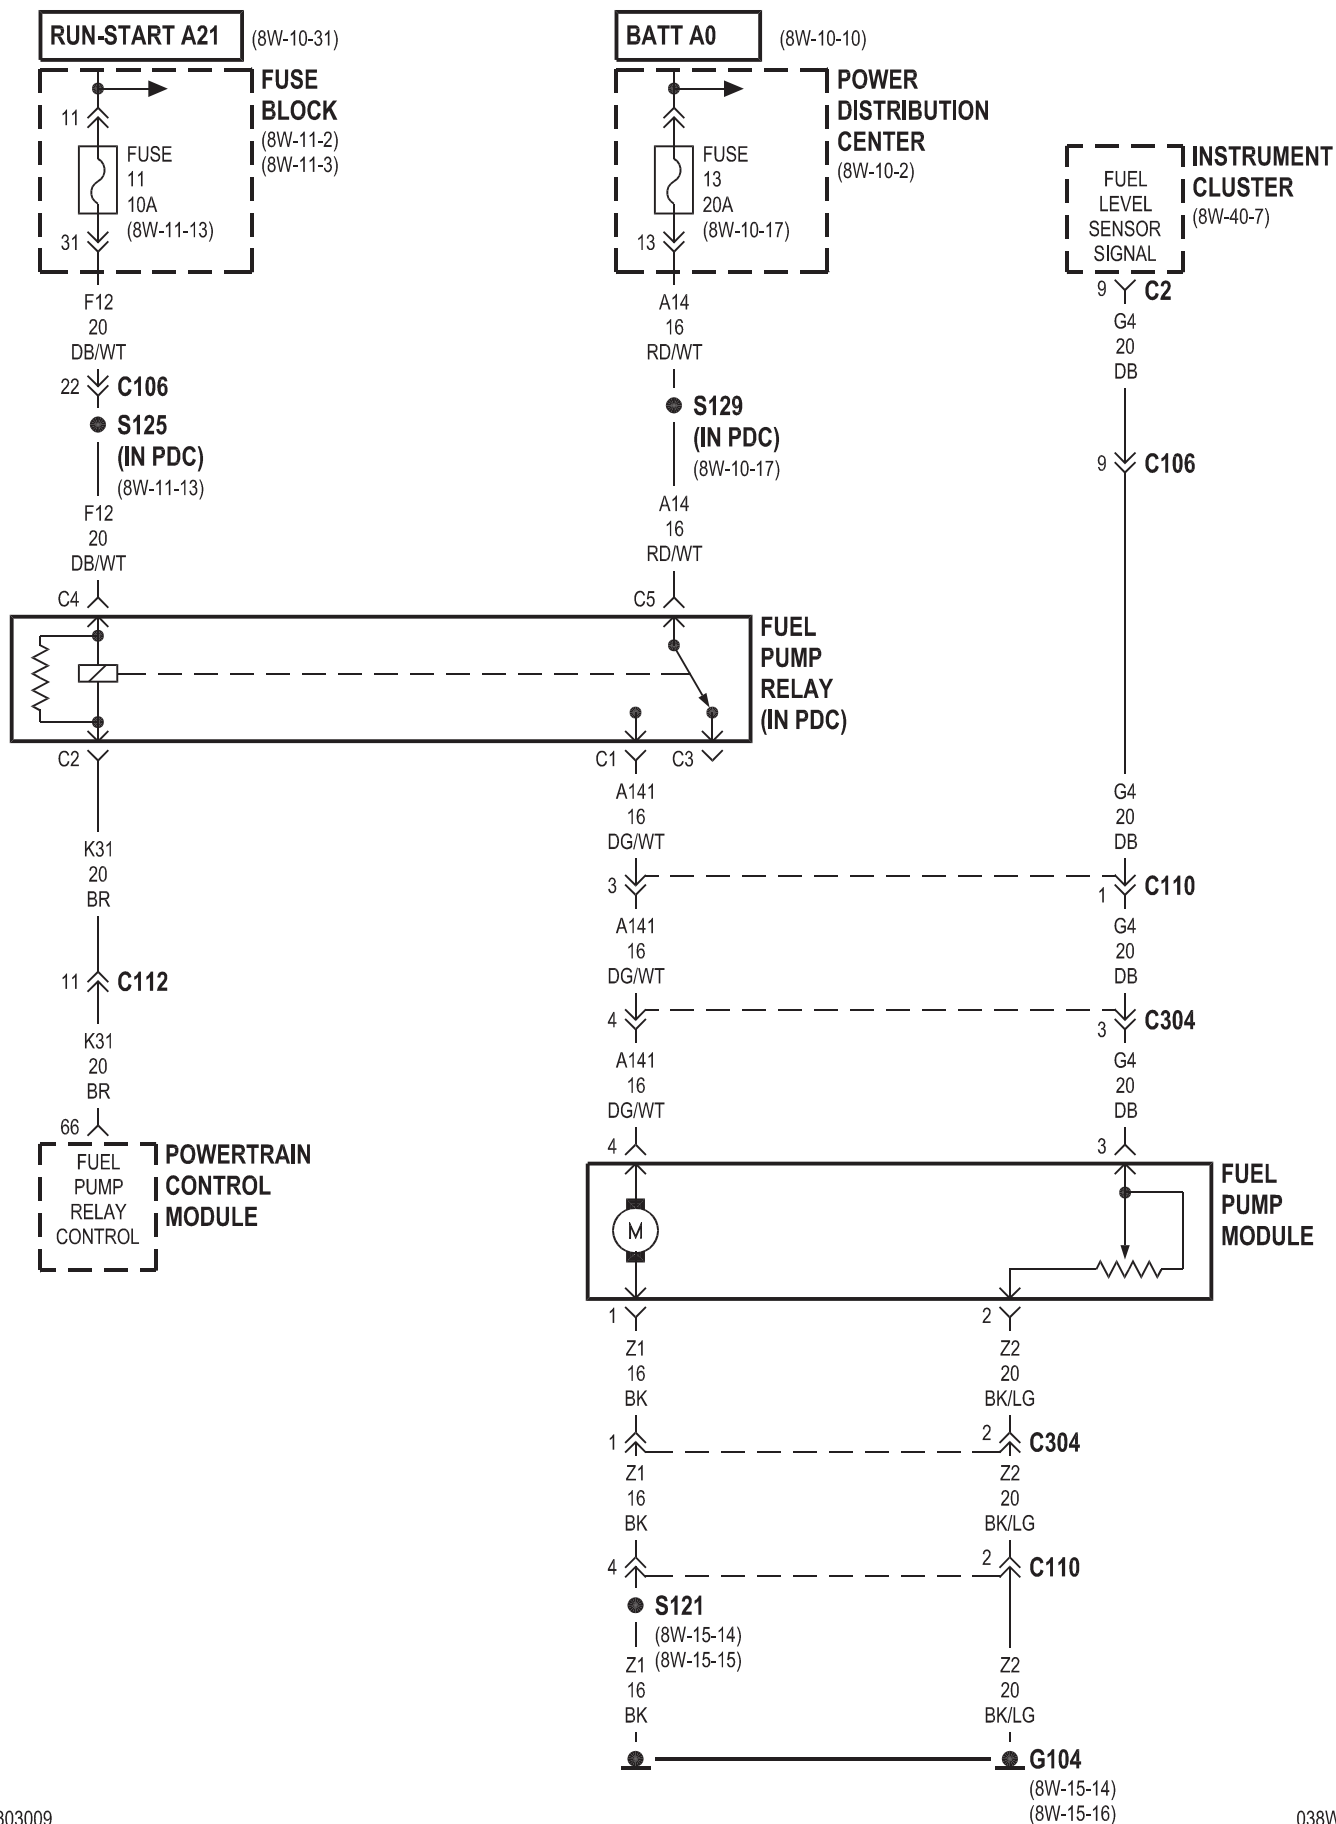 RUN-START A21
(8W-10-31)
FUSE
BLOCK
(8W-11-2)
(8W-11-3)
11
FUSE
11
10A
(8W-11-13)
31
F12
20
DB/WT
22
C106
S125
(IN PDC)
(8W-11-13)
F12
20
DB/WT
C4
BATT A0
(8W-10-10)
POWER
DISTRIBUTION
CENTER
(8W-10-2)
FUSE
13
20A
(8W-10-17)
13
A14
16
RD/WT
S129
(IN PDC)
(8W-10-17)
A14
16
RD/WT
C5
INSTRUMENT
CLUSTER
(8W-40-7)
FUEL
LEVEL
SENSOR
SIGNAL
9
C2
G4
20
DB
9
C106
FUEL
PUMP
RELAY
(IN PDC)
C2
K31
20
BR
11
C112
K31
20
BR
66
FUEL
PUMP
RELAY
CONTROL
POWERTRAIN
CONTROL
MODULE
C1
C3
A141
16
DG/WT
3
A141
16
DG/WT
4
A141
16
DG/WT
4
G4
20
DB
1
C110
G4
20
DB
3
C304
G4
20
DB
3
M
FUEL
PUMP
MODULE
1
Z1
16
BK
1
Z1
16
BK
4
S121
(8W-15-14)
(8W-15-15)
Z1
16
BK
2
Z2
20
BK/LG
2
C304
Z2
20
BK/LG
2
C110
Z2
20
BK/LG
G104
(8W-15-14)
(8W-15-16)
303009
038W